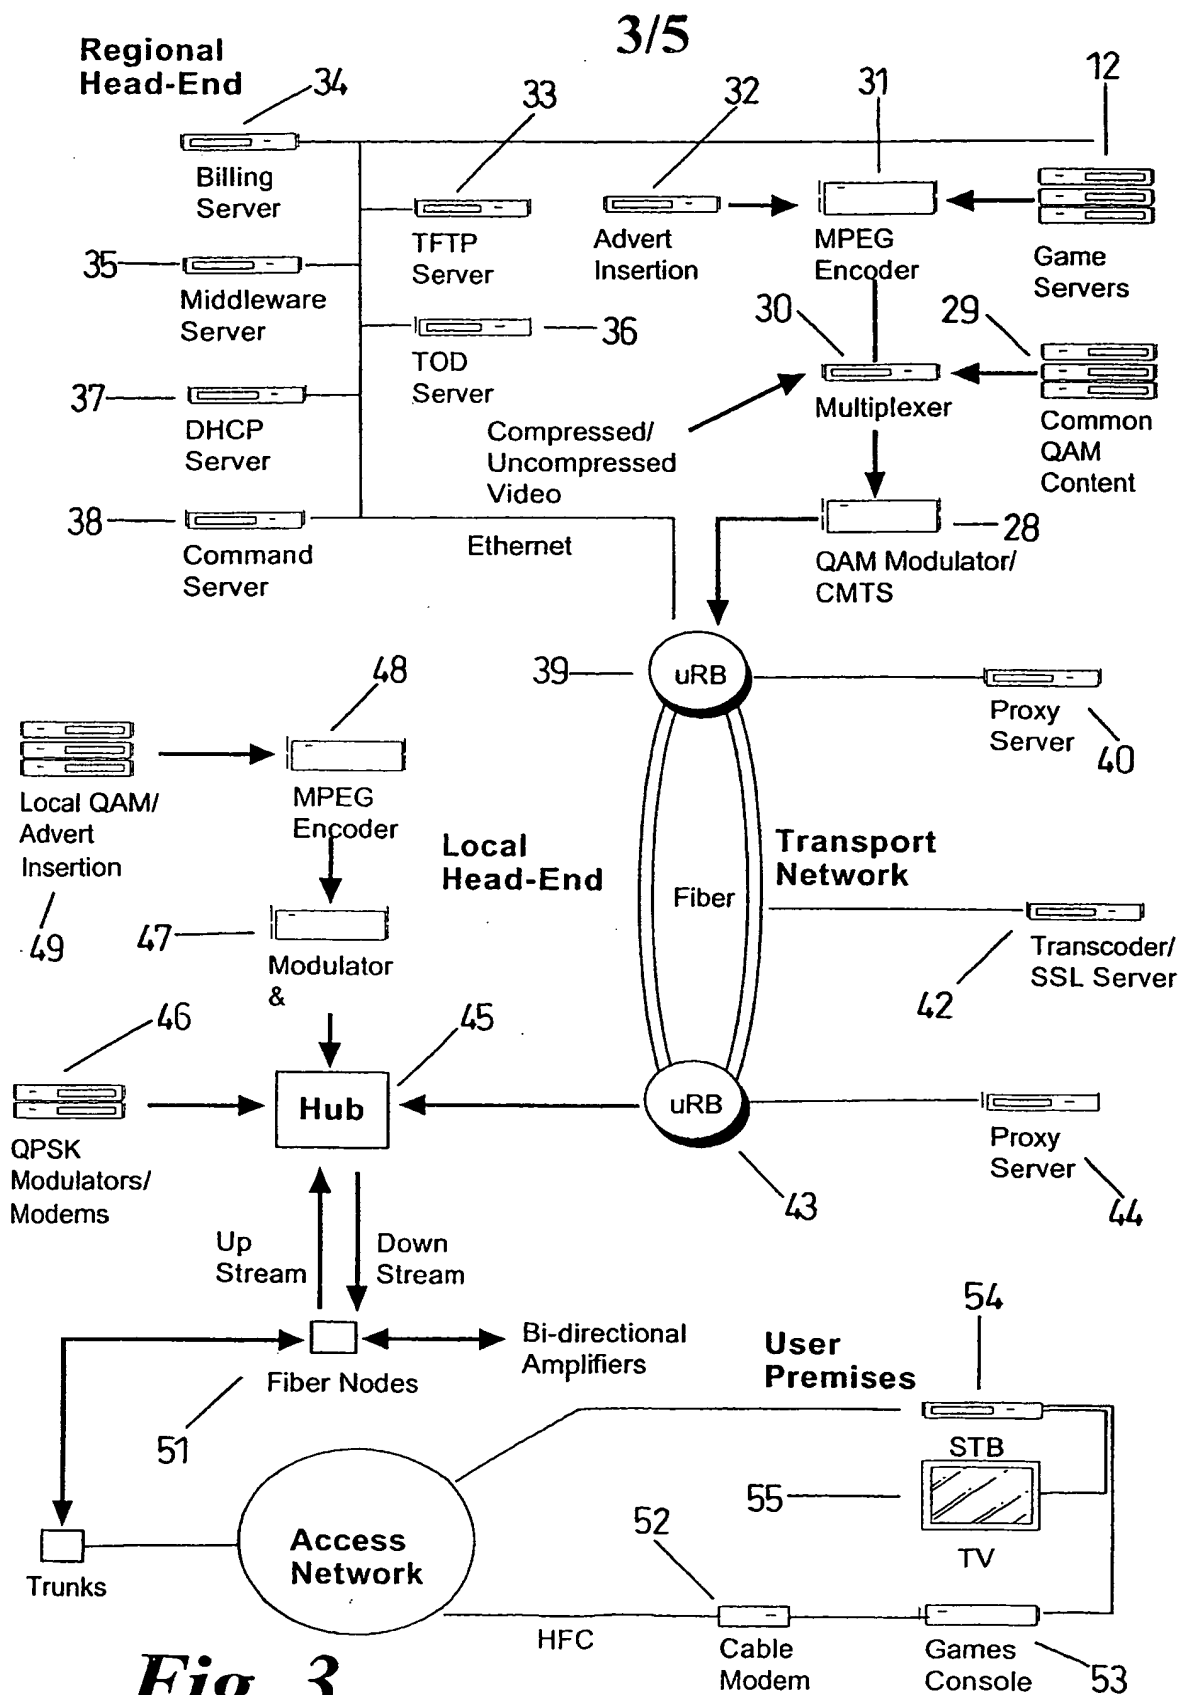 3/5
Regional
Head-End
34
33
32
31
12
Billing
Server
TFTP
Server
Advert
Insertion
MPEG
Encoder
Game
Servers
35
Middleware
Server
36
TOD
Server
30
29
Multiplexer
Common
QAM
Content
37
DHCP
Server
Compressed/
Uncompressed
Video
38
Command
Server
Ethernet
28
QAM Modulator/
CMTS
39
uRB
Proxy
Server
40
48
Local QAM/
Advert
Insertion
49
MPEG
Encoder
Local
Head-End
Transport
Network
Fiber
47
Modulator
&
Transcoder/
SSL Server
42
46
45
Hub
uRB
QPSK
Modulators/
Modems
Proxy
Server
43
44
Up
Stream
Down
Stream
Bi-directional
Amplifiers
Fiber Nodes
51
User
Premises
54
STB
55
TV
Access
Network
Trunks
52
HFC
Cable
Modem
Games
Console
53
Fig. 3